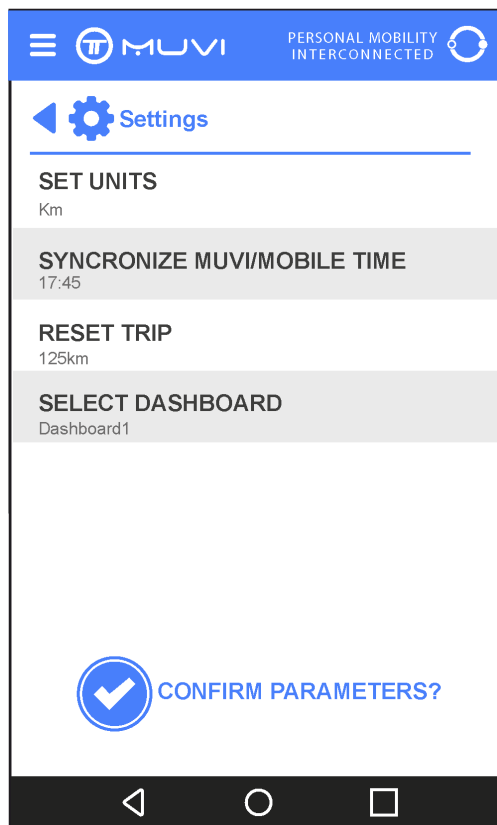 MUVI
PERSONAL MOBILITY
INTERCONNECTED
Settings
SET UNITS
Km
SYNCRONIZE MUVI/MOBILE TIME
17:45
RESET TRIP
125km
SELECT DASHBOARD
Dashboard1
CONFIRM PARAMETERS?